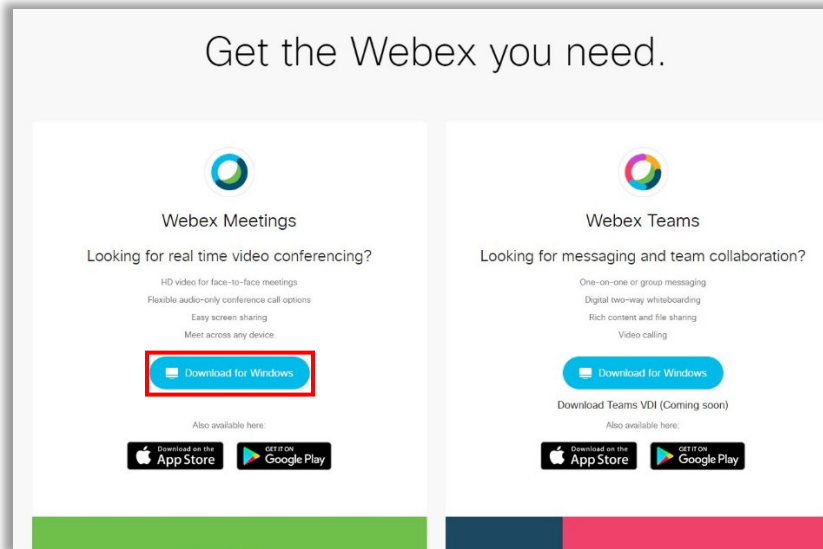 Get the Webex you need.
Webex Meetings
Looking for real time video conferencing?
HD video for face-to-face meetings
Flexible audio-only conference call options
Easy screen sharing
Meet across any device
Download for Windows
Also available here:
Download on the
App Store
GET IT ON
Google Play
Webex Teams
Looking for messaging and team collaboration?
One-on-one or group messaging
Digital two-way whiteboarding
Rich content and file sharing
Video calling
Download for Windows
Download Teams VDI (Coming soon)
Also available here:
Download on the
App Store
GET IT ON
Google Play